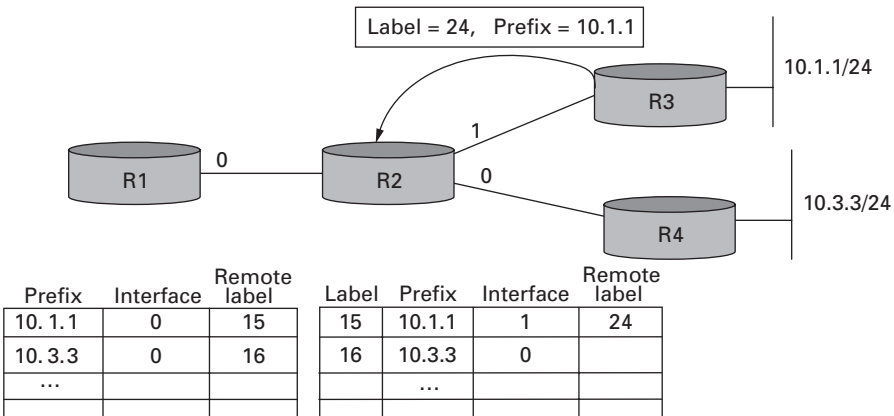 Label = 24, Prefix = 10.1.1
10.1.1/24
R3
1
0
R1
R2
0
10.3.3/24
R4
Prefix Interface Remote label
10. 1.1 0 15
10. 3.3 0 16
...
Label Prefix Interface Remote label
15 10.1.1 1 24
16 10.3.3 0
...